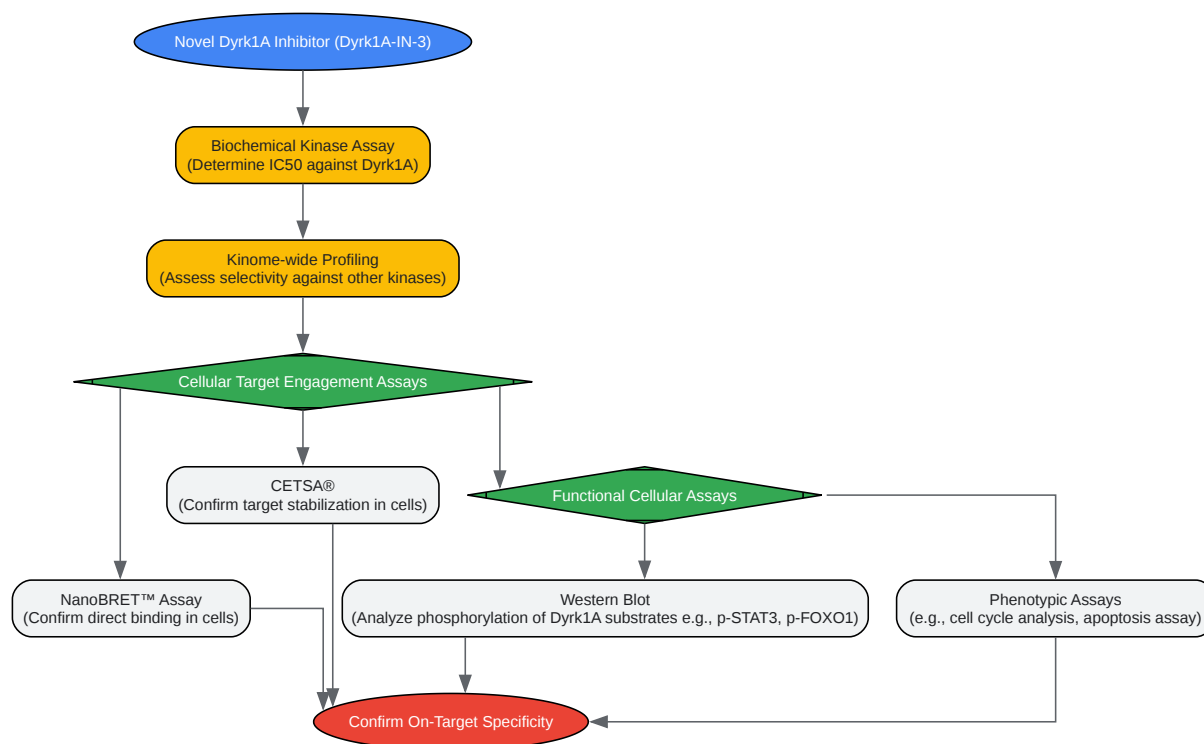 Novel Dyrk1A Inhibitor (Dyrk1A-IN-3)
Biochemical Kinase Assay
(Determine IC50 against Dyrk1A)
Kinome-wide Profiling
(Assess selectivity against other kinases)
Cellular Target Engagement Assays
CETSA®
(Confirm target stabilization in cells)
Functional Cellular Assays
NanoBRET™ Assay
(Confirm direct binding in cells)
Western Blot
(Analyze phosphorylation of Dyrk1A substrates e.g., p-STAT3, p-FOXO1)
Phenotypic Assays
(e.g., cell cycle analysis, apoptosis assay)
Confirm On-Target Specificity